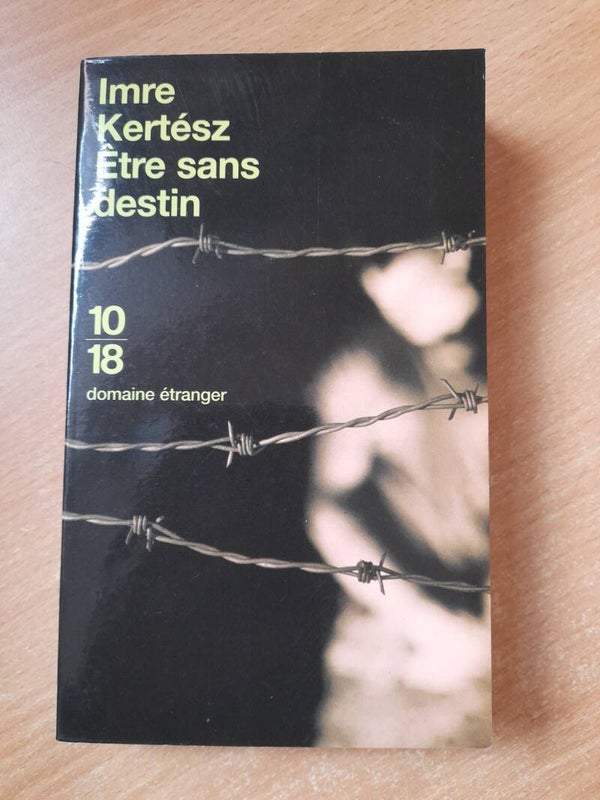 Imre
Kertész
Être sans
destin
10
18
domaine étranger